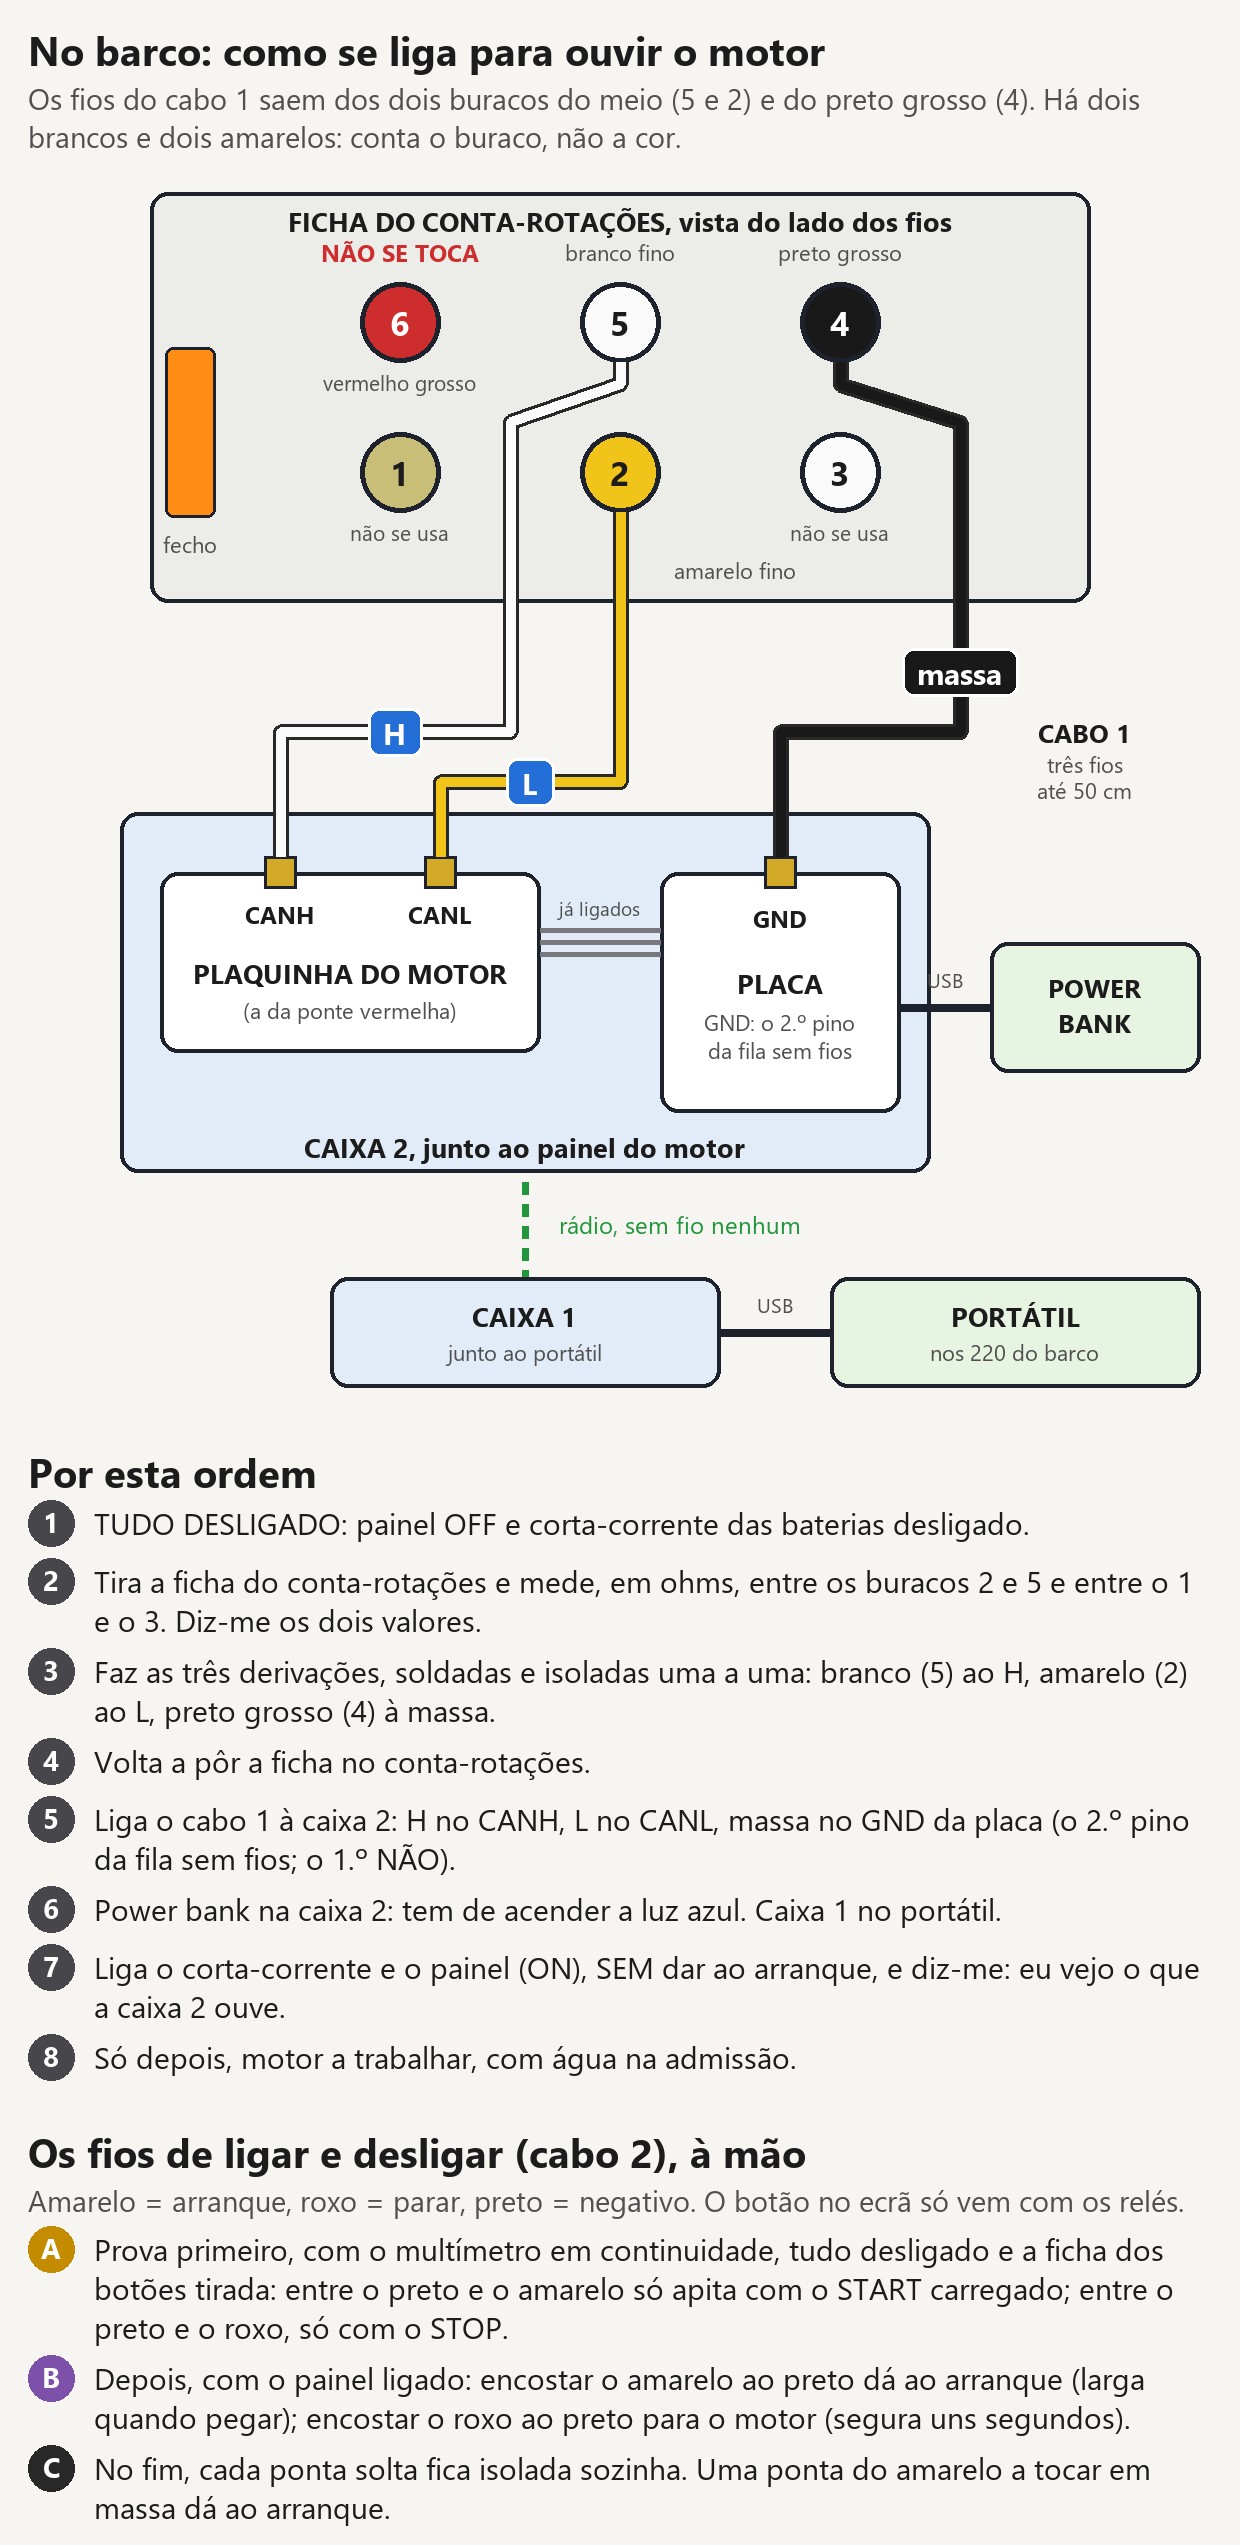 No barco: como se liga para ouvir o motor
Os fios do cabo 1 saem dos dois buracos do meio (5 e 2) e do preto grosso (4). Há dois
brancos e dois amarelos: conta o buraco, não a cor.
FICHA DO CONTA-ROTAÇÕES, vista do lado dos fios
NÃO SE TOCA
branco fino
preto grosso
6
5
4
vermelho grosso
1
2
3
não se usa
não se usa
fecho
amarelo fino
massa
H
CABO 1
três fios
até 50 cm
L
já ligados
CANH
CANL
GND
PLAQUINHA DO MOTOR
(a da ponte vermelha)
PLACA
GND: o 2.º pino
da fila sem fios
USB
POWER
BANK
CAIXA 2, junto ao painel do motor
rádio, sem fio nenhum
CAIXA 1
junto ao portátil
USB
PORTÁTIL
nos 220 do barco
Por esta ordem
1 TUDO DESLIGADO: painel OFF e corta-corrente das baterias desligado.
2 Tira a ficha do conta-rotações e mede, em ohms, entre os buracos 2 e 5 e entre o 1
e o 3. Diz-me os dois valores.
3 Faz as três derivações, soldadas e isoladas uma a uma: branco (5) ao H, amarelo (2)
ao L, preto grosso (4) à massa.
4 Volta a pôr a ficha no conta-rotações.
5 Liga o cabo 1 à caixa 2: H no CANH, L no CANL, massa no GND da placa (o 2.º pino
da fila sem fios; o 1.º NÃO).
6 Power bank na caixa 2: tem de acender a luz azul. Caixa 1 no portátil.
7 Liga o corta-corrente e o painel (ON), SEM dar ao arranque, e diz-me: eu vejo o que
a caixa 2 ouve.
8 Só depois, motor a trabalhar, com água na admissão.
Os fios de ligar e desligar (cabo 2), à mão
Amarelo = arranque, roxo = parar, preto = negativo. O botão no ecrã só vem com os relés.
A Prova primeiro, com o multímetro em continuidade, tudo desligado e a ficha dos
botões tirada: entre o preto e o amarelo só apita com o START carregado; entre o
preto e o roxo, só com o STOP.
B Depois, com o painel ligado: encostar o amarelo ao preto dá ao arranque (larga
quando pegar); encostar o roxo ao preto para o motor (segura uns segundos).
C No fim, cada ponta solta fica isolada sozinha. Uma ponta do amarelo a tocar em
massa dá ao arranque.